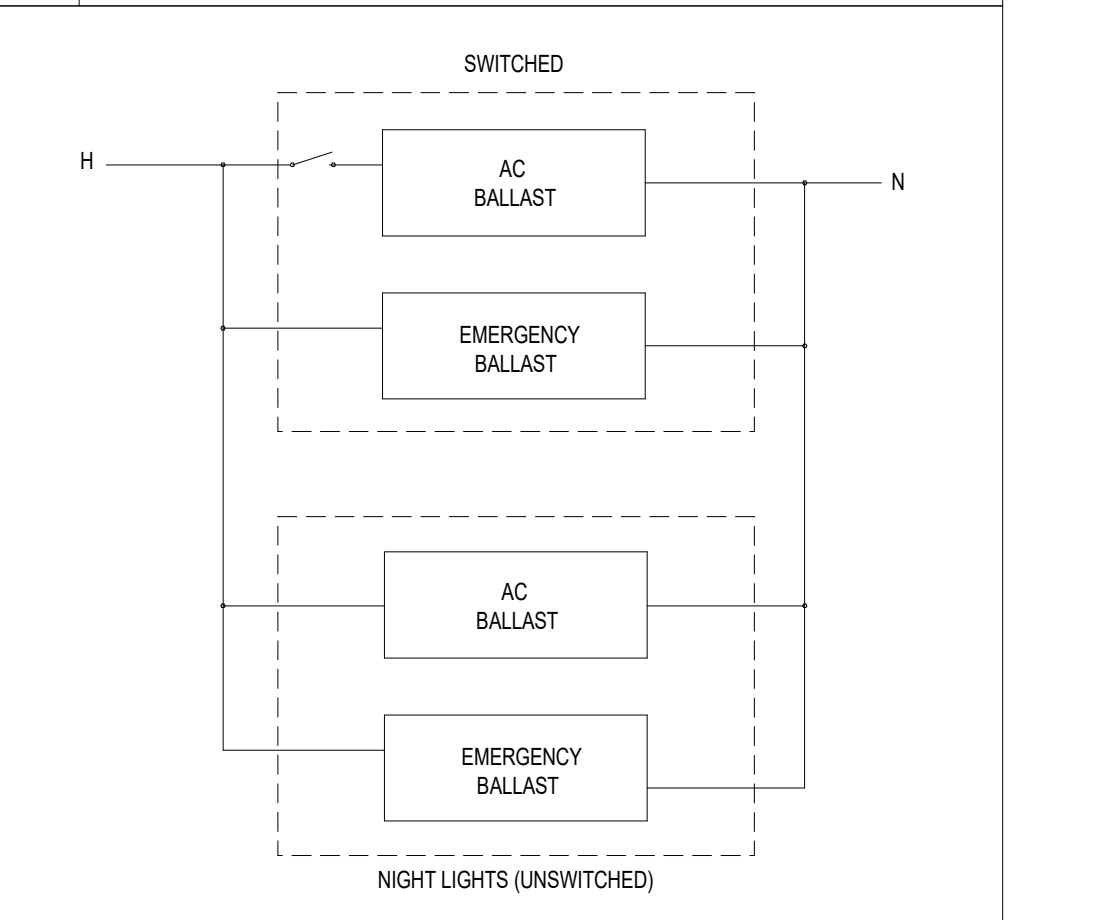 SWITCHED
H
AC
BALLAST
N
EMERGENCY
BALLAST
AC
BALLAST
EMERGENCY
BALLAST
NIGHT LIGHTS (UNSWITCHED)